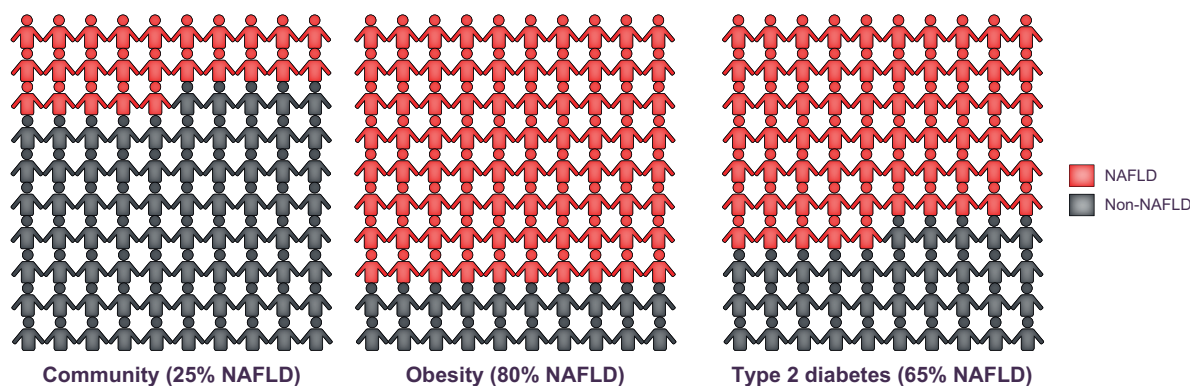 NAFLD
Non-NAFLD
Community (25% NAFLD)
Obesity (80% NAFLD)
Type 2 diabetes (65% NAFLD)